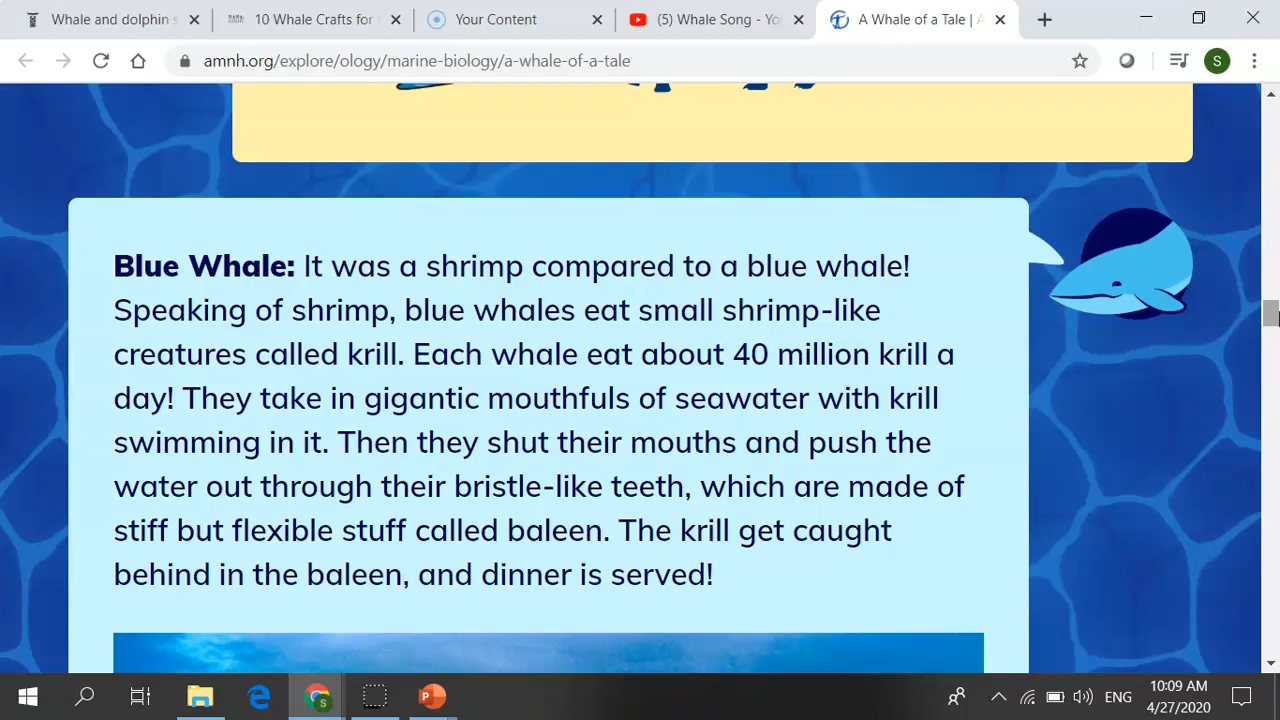 Whale and dolphin s
10 Whale Crafts for
Your Content
(5) Whale Song - Yo
A Whale of a Tale | A
amnh.org/explore/ology/marine-biology/a-whale-of-a-tale
S
Blue Whale: It was a shrimp compared to a blue whale!
Speaking of shrimp, blue whales eat small shrimp-like
creatures called krill. Each whale eat about 40 million krill a
day! They take in gigantic mouthfuls of seawater with krill
swimming in it. Then they shut their mouths and push the
water out through their bristle-like teeth, which are made of
stiff but flexible stuff called baleen. The krill get caught
behind in the baleen, and dinner is served!
S
P
ENG
10:09 AM
4/27/2020